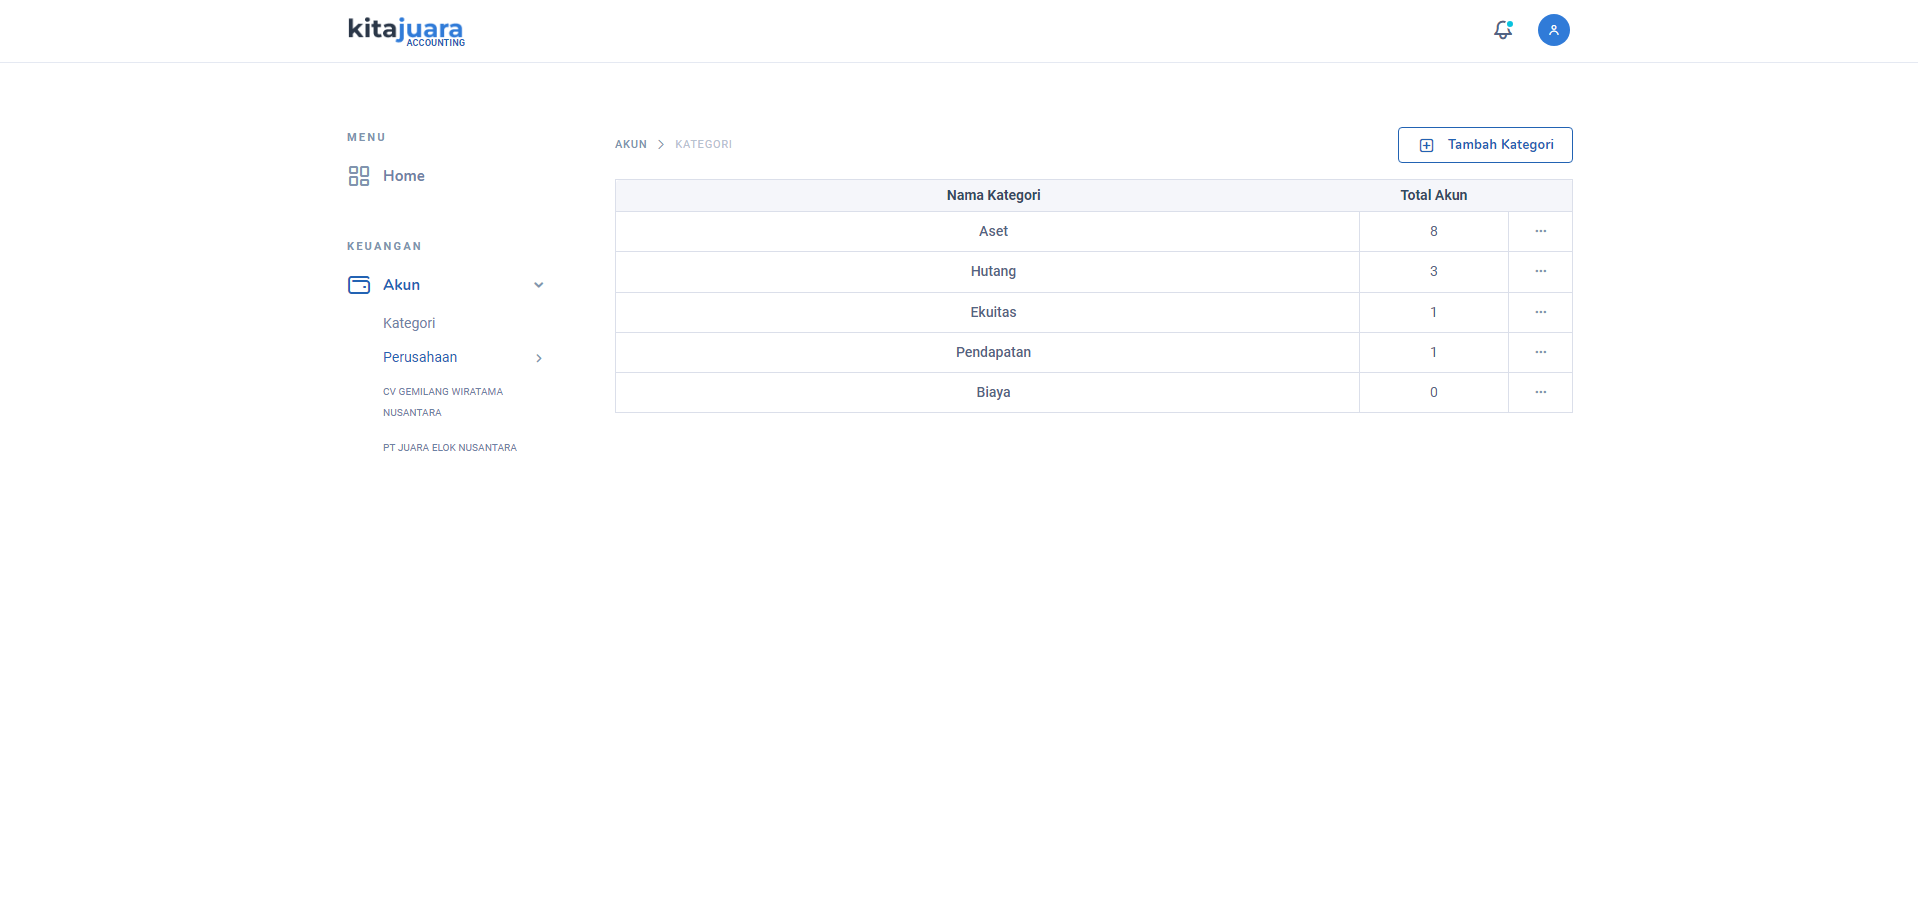 kitajuara
ACCOUNTING
MENU
Home
KEUANGAN
Akun
Kategori
Perusahaan
CV GEMILANG WIRATAMA
NUSANTARA
PT JUARA ELOK NUSANTARA
AKUN > KATEGORI
Tambah Kategori
Nama Kategori Total Akun
Aset 8 ...
Hutang 3 ...
Ekuitas 1 ...
Pendapatan 1 ...
Biaya 0 ...